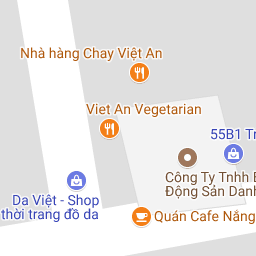 Nhà hàng Chay Việt An
Viet An Vegetarian
55B1
Công Ty Tnhh
Động Sản Danh
Da Việt - Shop
thời trang đồ da
Quán Cafe Nắng